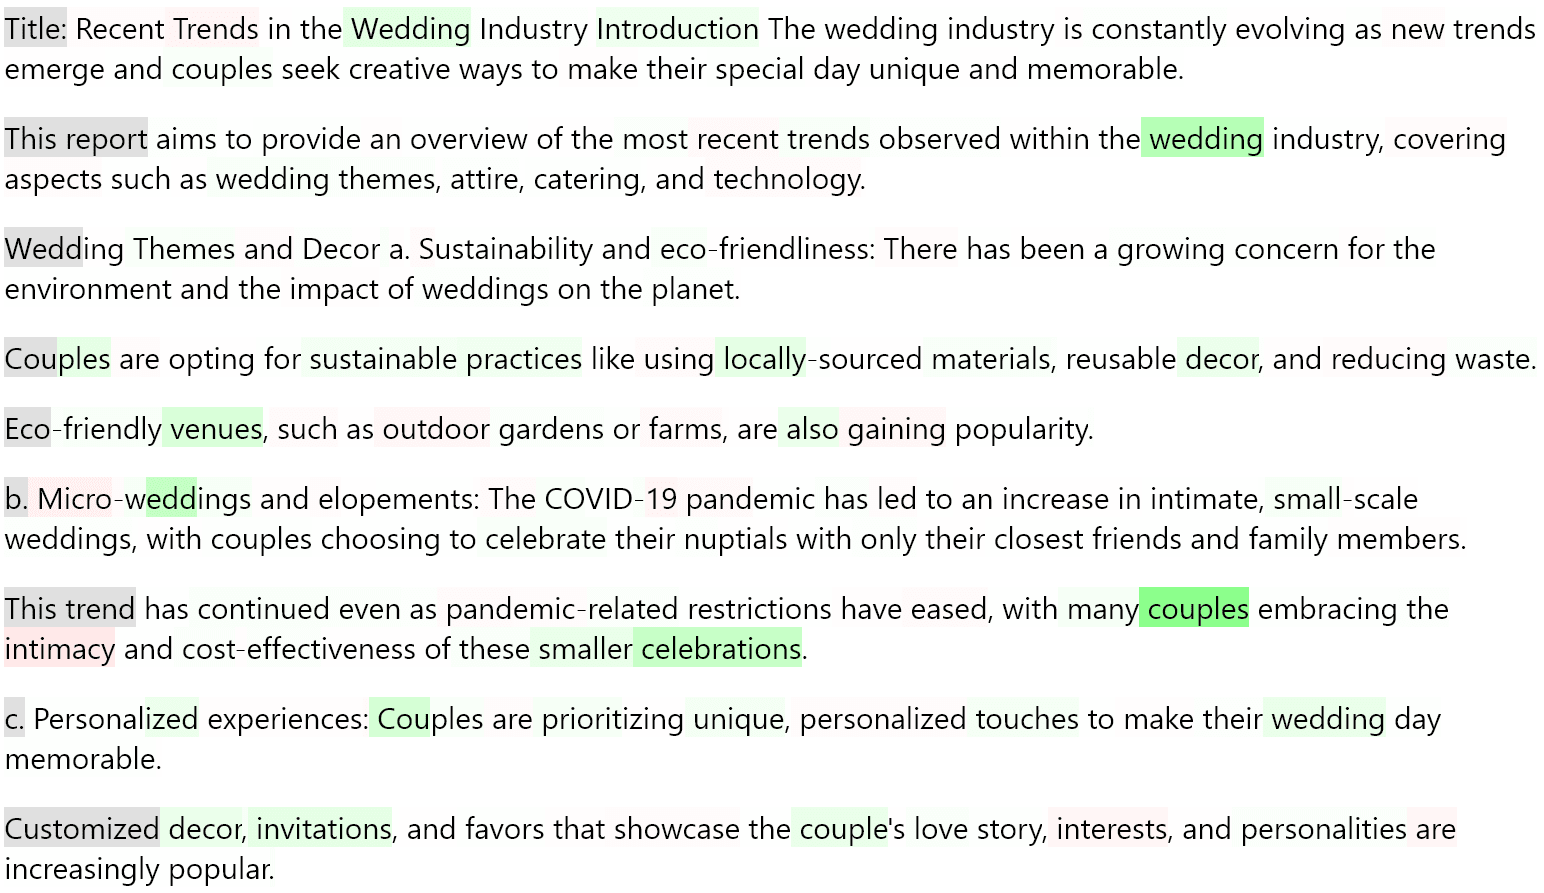 Title: Recent Trends in the Wedding Industry Introduction The wedding industry is constantly evolving as new trends
emerge and couples seek creative ways to make their special day unique and memorable.
This report aims to provide an overview of the most recent trends observed within the wedding industry, covering
aspects such as wedding themes, attire, catering, and technology.
Wedding Themes and Decor a. Sustainability and eco-friendliness: There has been a growing concern for the
environment and the impact of weddings on the planet.
Couples are opting for sustainable practices like using locally-sourced materials, reusable decor, and reducing waste.
Eco-friendly venues, such as outdoor gardens or farms, are also gaining popularity.
b. Micro-weddings and elopements: The COVID-19 pandemic has led to an increase in intimate, small-scale
weddings, with couples choosing to celebrate their nuptials with only their closest friends and family members.
This trend has continued even as pandemic-related restrictions have eased, with many couples embracing the
intimacy and cost-effectiveness of these smaller celebrations.
c. Personalized experiences: Couples are prioritizing unique, personalized touches to make their wedding day
memorable.
Customized decor, invitations, and favors that showcase the couple's love story, interests, and personalities are
increasingly popular.